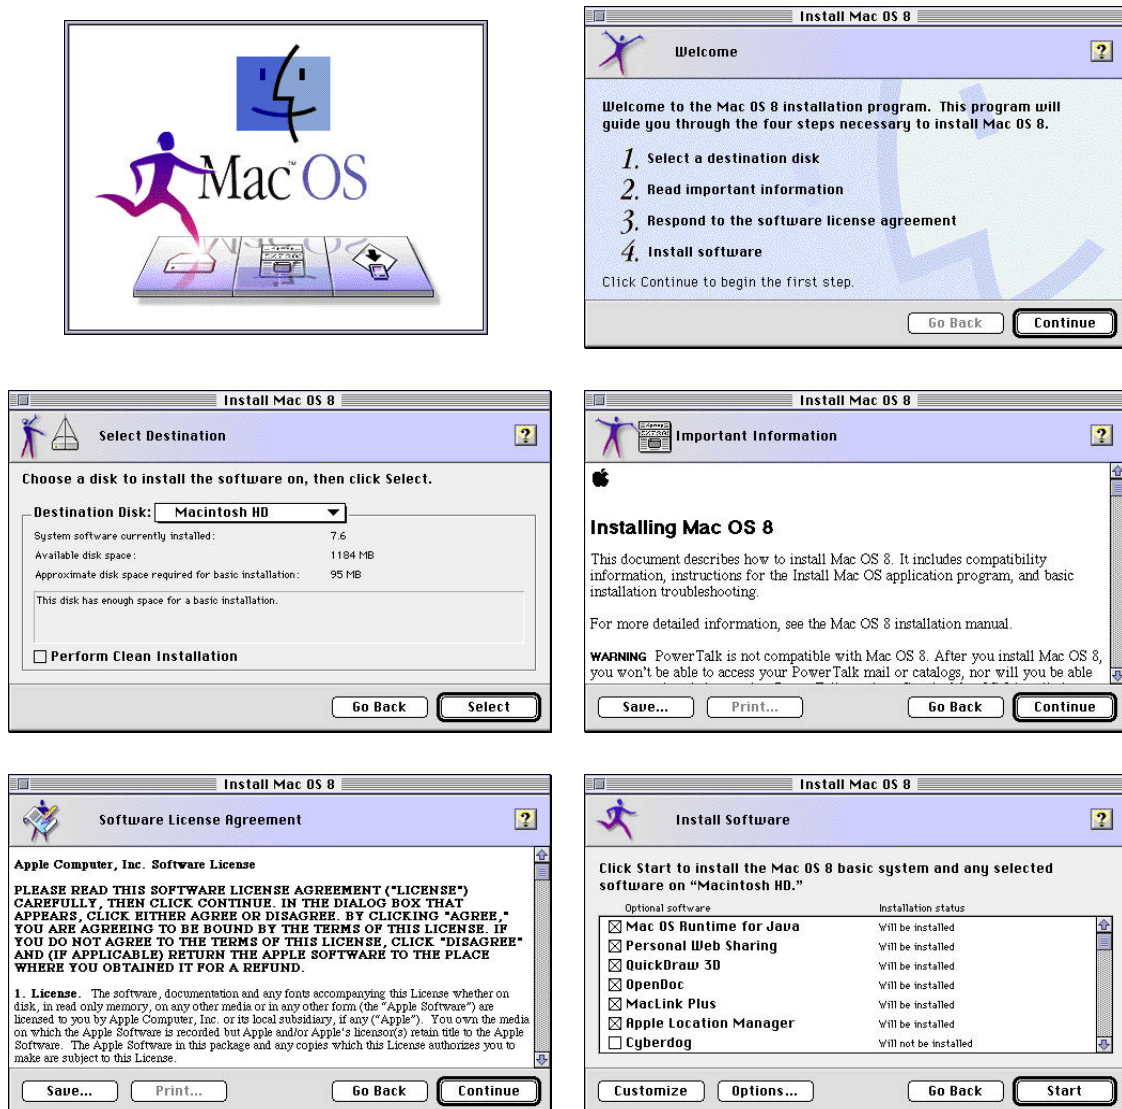 Mac™OS
Install Mac OS 8
Welcome
?
Welcome to the Mac OS 8 installation program. This program will
guide you through the four steps necessary to install Mac OS 8.
1. Select a destination disk
2. Read important information
3. Respond to the software license agreement
4. Install software
Click Continue to begin the first step.
Go Back
Continue
Install Mac OS 8
Select Destination
?
Choose a disk to install the software on, then click Select.
Destination Disk: Macintosh HD
System software currently installed: 7.6
Available disk space: 1184 MB
Approximate disk space required for basic installation: 95 MB
This disk has enough space for a basic installation.
Perform Clean Installation
Go Back
Select
Install Mac OS 8
Important Information
?
Installing Mac OS 8
This document describes how to install Mac OS 8. It includes compatibility
information, instructions for the Install Mac OS application program, and basic
installation troubleshooting.
For more detailed information, see the Mac OS 8 installation manual.
WARNING PowerTalk is not compatible with Mac OS 8. After you install Mac OS 8,
you won't be able to access your PowerTalk mail or catalogs, nor will you be able
Save...
Print...
Go Back
Continue
Install Mac OS 8
Software License Agreement
?
Apple Computer, Inc. Software License
PLEASE READ THIS SOFTWARE LICENSE AGREEMENT ("LICENSE")
CAREFULLY, THEN CLICK CONTINUE. IN THE DIALOG BOX THAT
APPEARS, CLICK EITHER AGREE OR DISAGREE. BY CLICKING "AGREE,"
YOU ARE AGREEING TO BE BOUND BY THE TERMS OF THIS LICENSE. IF
YOU DO NOT AGREE TO THE TERMS OF THIS LICENSE, CLICK "DISAGREE"
AND (IF APPLICABLE) RETURN THE APPLE SOFTWARE TO THE PLACE
WHERE YOU OBTAINED IT FOR A REFUND.
1. License. The software, documentation and any fonts accompanying this License whether on
disk, in read only memory, on any other media or in any other form (the “Apple Software”) are
licensed to you by Apple Computer, Inc. or its local subsidiary, if any (“Apple”). You own the media
on which the Apple Software is recorded but Apple and/or Apple's licensor(s) retain title to the Apple
Software. The Apple Software in this package and any copies which this License authorizes you to
make are subject to this License.
Save...
Print...
Go Back
Continue
Install Mac OS 8
Install Software
?
Click Start to install the Mac OS 8 basic system and any selected
software on “Macintosh HD.”
Optional software Installation status
Mac OS Runtime for Java Will be installed
Personal Web Sharing Will be installed
QuickDraw 3D Will be installed
OpenDoc Will be installed
MacLink Plus Will be installed
Apple Location Manager Will be installed
Cyberdog Will not be installed
Customize
Options...
Go Back
Start